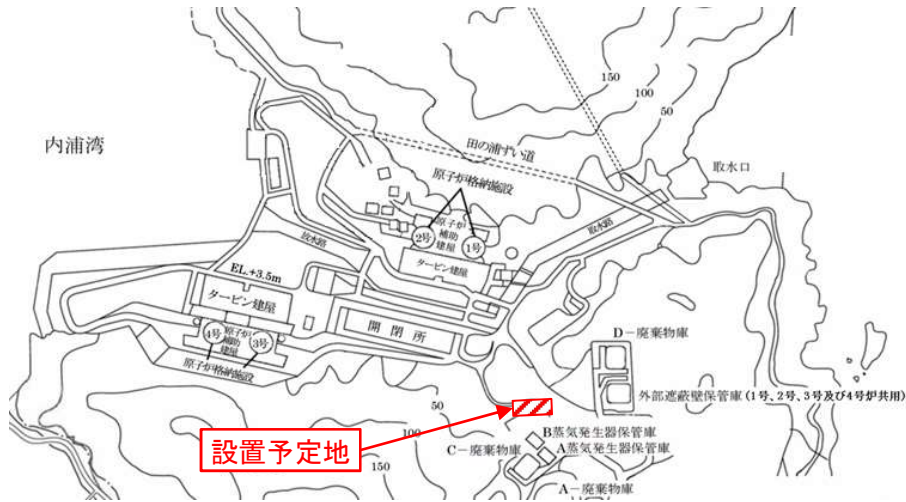 150
100
50
内浦湾
田の浦ずい道
取水口
原子炉格納施設
原子炉
補助
建屋
2号
1号
放水路
取水路
タービン建屋
EL.+3.5m
タービン建屋
開閉所
4号
原子炉
補助
建屋
3号
原子炉格納施設
D-廃棄物庫
外部遮蔽壁保管庫(1号、2号、3号及び4号炉共用)
50
設置予定地
100
B蒸気発生器保管庫
C-廃棄物庫
A蒸気発生器保管庫
150
A-廃棄物庫